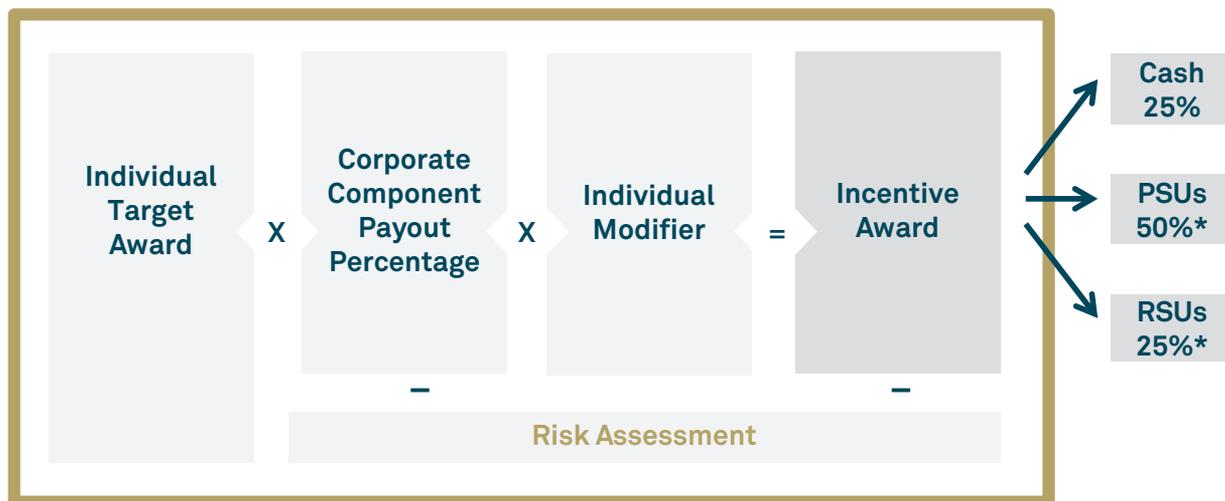 Individual
Target
Award
X
Corporate
Component
Payout
Percentage
X
Individual
Modifier
=
Incentive
Award
Cash
25%
PSUs
50%*
RSUs
25%*
–
–
Risk Assessment